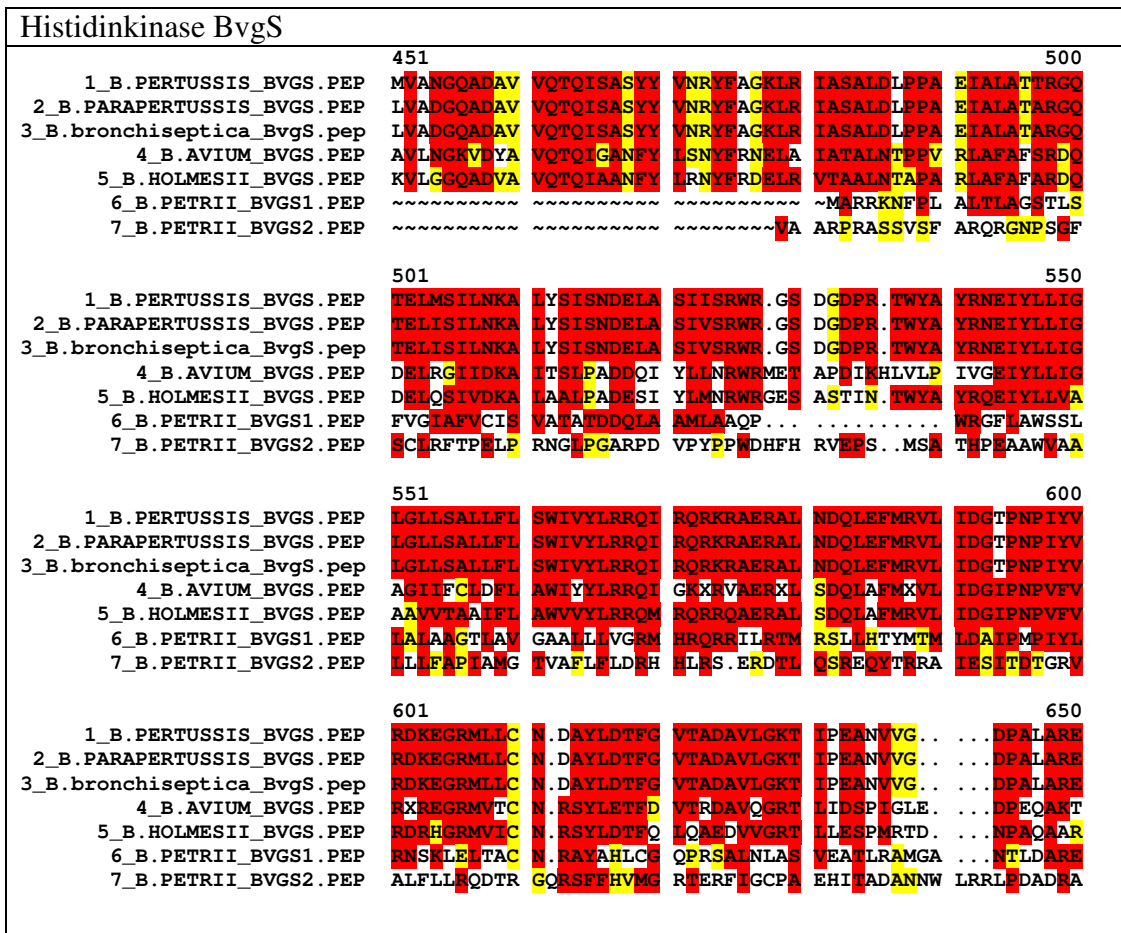 Histidinkinase BvgS
451 500
1_B.PERTUSSIS_BVGS.PEP MVANGQADAV VQTQISASYY VNRYFAGKLR IASALDLPPA EIALATTRGQ
2_B.PARAPERTUSSIS_BVGS.PEP LVADGQADAV VQTQISASYY VNRYFAGKLR IASALDLPPA EIALATARGQ
3_B.bronchiseptica_BvgS.pep LVADGQADAV VQTQISASYY VNRYFAGKLR IASALDLPPA EIALATARGQ
4_B.AVIUM_BVGS.PEP AVLNGKVDYA VQTQIGANFY LSNYFRNELA IATALNTPPV RLAFAFSRDQ
5_B.HOLMESII_BVGS.PEP KVLGGQADVA VQTQIAANFY LRNYFRDELR VTAALNTAPA RLAFAFARDQ
6_B.PETRII_BVGS1.PEP ~~~~~~~~~~ ~~~~~~~~~~ ~~~~~~~~~~ ~MARRKNFPL ALTLAGSTLS
7_B.PETRII_BVGS2.PEP ~~~~~~~~~~ ~~~~~~~~~~ ~~~~~~~~VA ARPRASSVSF ARQRGNPSGF
501 550
1_B.PERTUSSIS_BVGS.PEP TELMSILNKA LYSISNDELA SIISRWR.GS DGDPR.TWYA YRNEIYLLIG
2_B.PARAPERTUSSIS_BVGS.PEP TELISILNKA LYSISNDELA SIVSRWR.GS DGDPR.TWYA YRNEIYLLIG
3_B.bronchiseptica_BvgS.pep TELISILNKA LYSISNDELA SIVSRWR.GS DGDPR.TWYA YRNEIYLLIG
4_B.AVIUM_BVGS.PEP DELRGIIDKA ITSLPADDQI YLLNRWRMET APDIKHLVLP IVGEIYLLIG
5_B.HOLMESII_BVGS.PEP DELQSIVDKA LAALPADESI YLMNRWRGES ASTIN.TWYA YRQEIYLLVA
6_B.PETRII_BVGS1.PEP FVGIAFVCIS VATATDDQLA AMLAAQP... .......... WRGFLAWSSL
7_B.PETRII_BVGS2.PEP SCLRFTPELP RNGLPGARPD VPYPPWDHFH RVEPS..MSA THPEAAWVAA
551 600
1_B.PERTUSSIS_BVGS.PEP LGLLSALLFL SWIVYLRRQI RQRKRAERAL NDQLEFMRVL IDGTPNPIYV
2_B.PARAPERTUSSIS_BVGS.PEP LGLLSALLFL SWIVYLRRQI RQRKRAERAL NDQLEFMRVL IDGTPNPIYV
3_B.bronchiseptica_BvgS.pep LGLLSALLFL SWIVYLRRQI RQRKRAERAL NDQLEFMRVL IDGTPNPIYV
4_B.AVIUM_BVGS.PEP AGIIFCLDFL AWIYYLRRQI GKXRVAERXL SDQLAFMXVL IDGIPNPVFV
5_B.HOLMESII_BVGS.PEP AAVVTAAIFL AWVVYLRRQM RQRRQAERAL SDQLAFMRVL IDGIPNPVFV
6_B.PETRII_BVGS1.PEP LALAAGTLAV GAALLLVGRM HRQRRILRTM RSLLHTYMTM LDAIPMPIYL
7_B.PETRII_BVGS2.PEP LLLFAPIAMG TVAFLFLDRH HLRS.ERDTL QSREQYTRRA IESITDTGRV
601 650
1_B.PERTUSSIS_BVGS.PEP RDKEGRMLLC N.DAYLDTFG VTADAVLGKT IPEANVVG.. ...DPALARE
2_B.PARAPERTUSSIS_BVGS.PEP RDKEGRMLLC N.DAYLDTFG VTADAVLGKT IPEANVVG.. ...DPALARE
3_B.bronchiseptica_BvgS.pep RDKEGRMLLC N.DAYLDTFG VTADAVLGKT IPEANVVG.. ...DPALARE
4_B.AVIUM_BVGS.PEP RXREGRMVTC N.RSYLETFD VTRDAVQGRT LIDSPIGLE. ...DPEQAKT
5_B.HOLMESII_BVGS.PEP RDRHGRMVIC N.RSYLDTFQ LQAEDVVGRT LLESPMRTD. ...NPAQAAR
6_B.PETRII_BVGS1.PEP RNSKLELTAC N.RAYAHLCG QPRSALNLAS VEATLRAMGA ...NTLDARE
7_B.PETRII_BVGS2.PEP ALFLLRQDTR GQRSFFHVMG RTERFIGCPA EHITADANNW LRRLPDADRA